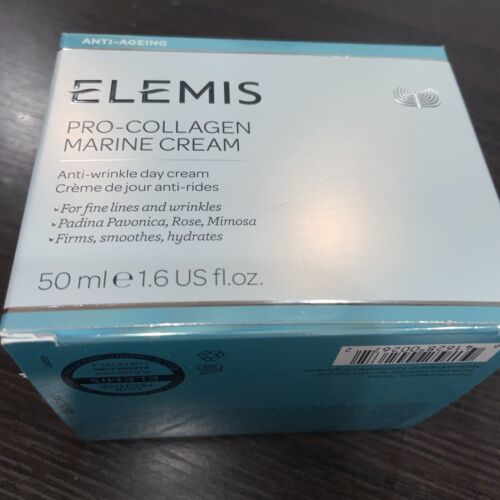 ANTI-AGEING
ELEMIS
PRO-COLLAGEN
MARINE CREAM
Anti-wrinkle day cream
Crème de jour anti-rides
For fine lines and wrinkles
Padina Pavonica, Rose, Mimosa
Firms, smoothes, hydrates
50 ml e 1.6 US fl.oz.
ELEMIS